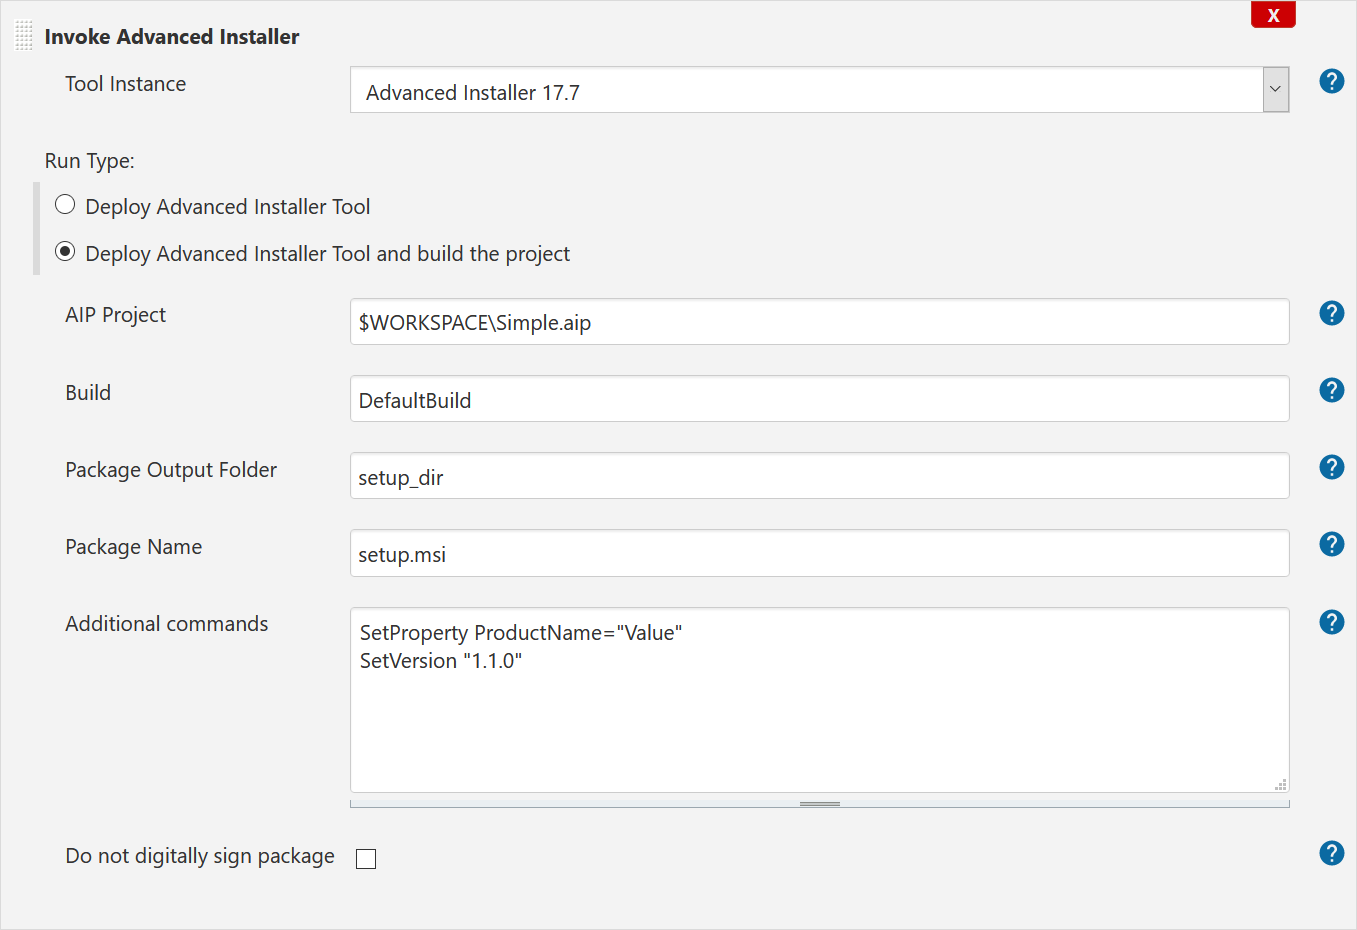 X
Invoke Advanced Installer
Tool Instance
Advanced Installer 17.7
?
Run Type:
Deploy Advanced Installer Tool
Deploy Advanced Installer Tool and build the project
AIP Project
$WORKSPACE\Simple.aip
?
Build
DefaultBuild
?
Package Output Folder
setup_dir
?
Package Name
setup.msi
?
Additional commands
SetProperty ProductName="Value"
SetVersion "1.1.0"
?
Do not digitally sign package
?